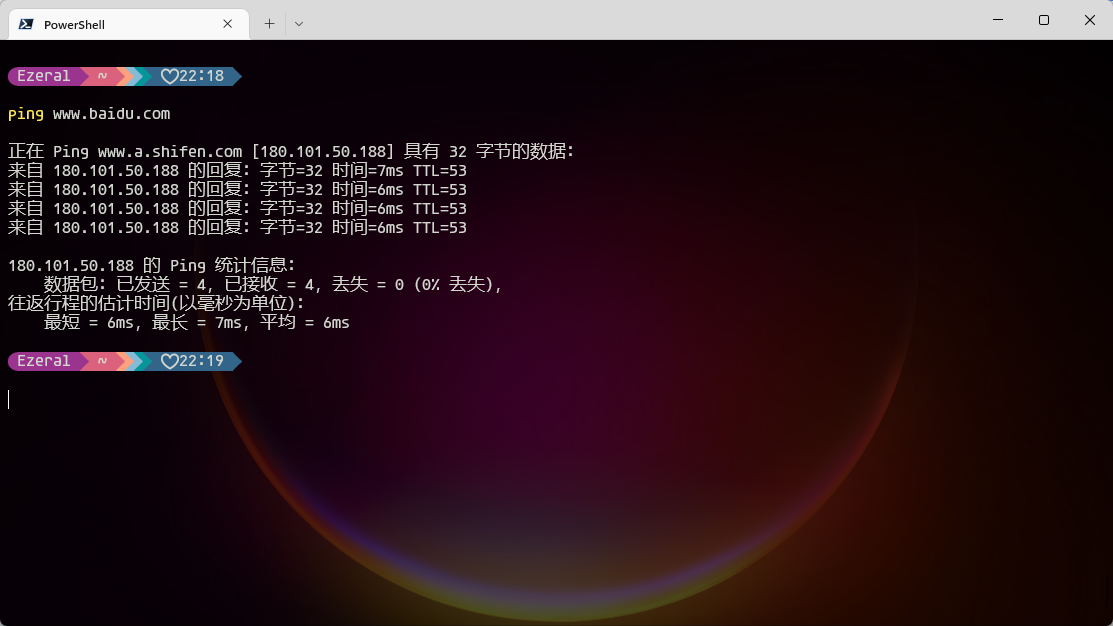 PowerShell
Ezeral ~ ♡22:18
ping www.baidu.com
正在 Ping www.a.shifen.com [180.101.50.188] 具有 32 字节的数据:
来自 180.101.50.188 的回复: 字节=32 时间=7ms TTL=53
来自 180.101.50.188 的回复: 字节=32 时间=6ms TTL=53
来自 180.101.50.188 的回复: 字节=32 时间=6ms TTL=53
来自 180.101.50.188 的回复: 字节=32 时间=6ms TTL=53
180.101.50.188 的 Ping 统计信息:
数据包: 已发送 = 4, 已接收 = 4, 丢失 = 0 (0% 丢失),
往返行程的估计时间(以毫秒为单位):
最短 = 6ms, 最长 = 7ms, 平均 = 6ms
Ezeral ~ ♡22:19